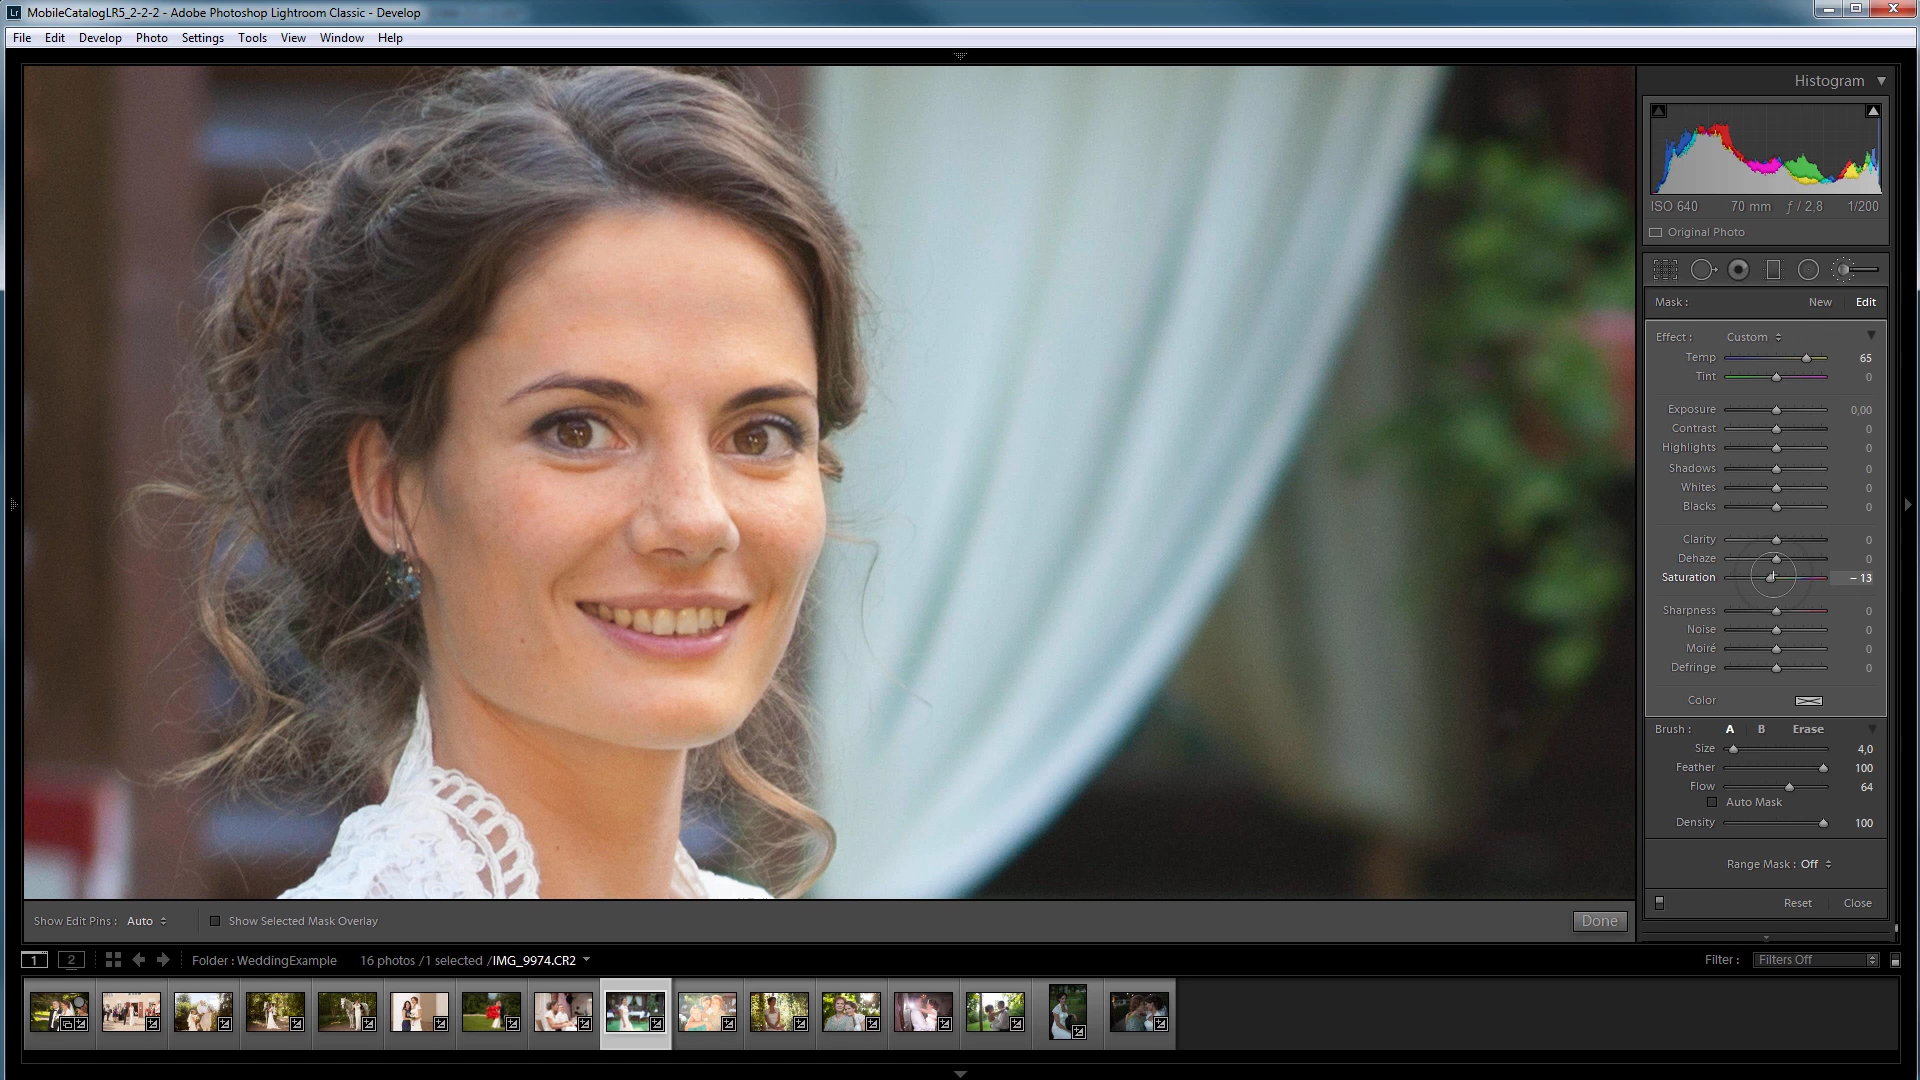 Lr MobileCatalogLR5_2-2-2 - Adobe Photoshop Lightroom Classic - Develop
File Edit Develop Photo Settings Tools View Window Help
Histogram
ISO 640 70 mm ƒ / 2,8 1/200
Original Photo
Mask : New Edit
Effect : Custom
Temp 65
Tint 0
Exposure 0,00
Contrast 0
Highlights 0
Shadows 0
Whites 0
Blacks 0
Clarity 0
Dehaze 0
Saturation – 13
Sharpness 0
Noise 0
Moiré 0
Defringe 0
Color
Brush : A B Erase
Size 4,0
Feather 100
Flow 64
Auto Mask
Density 100
Range Mask : Off
Reset Close
Show Edit Pins : Auto Show Selected Mask Overlay Done
1 2 Folder : WeddingExample 16 photos /1 selected /IMG_9974.CR2 Filter : Filters Off